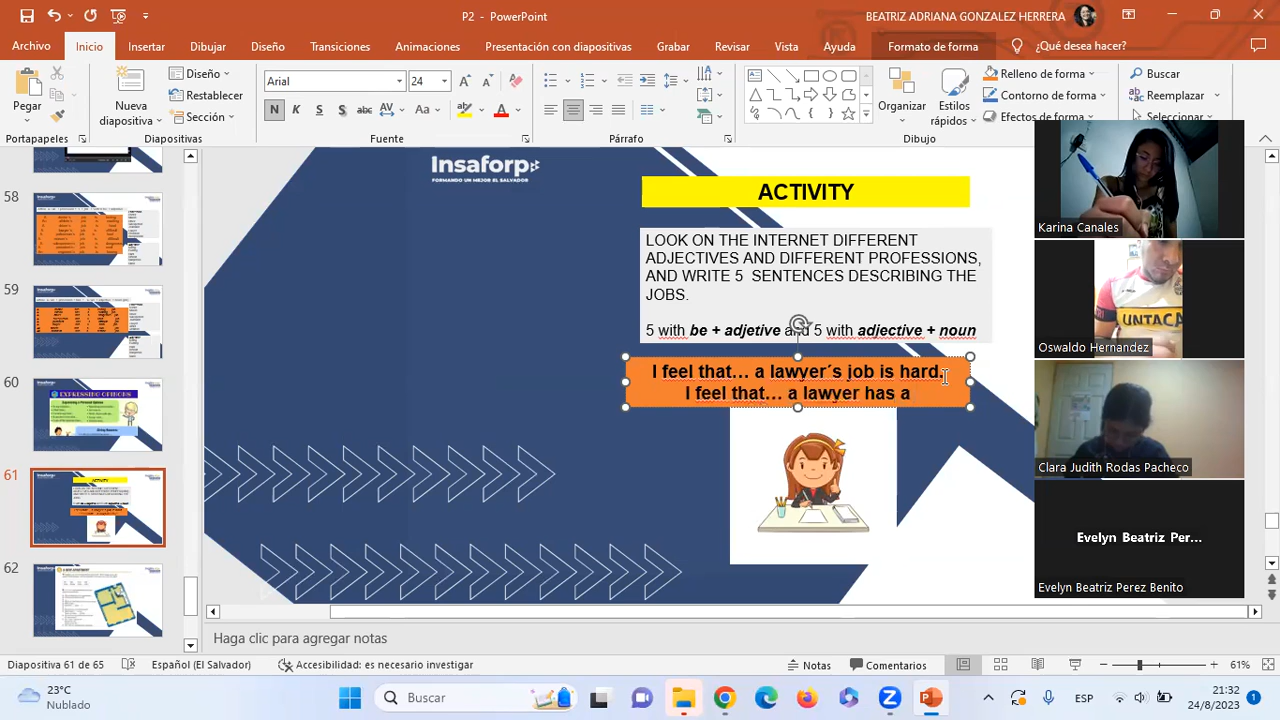 P2 - PowerPoint
BEATRIZ ADRIANA GONZALEZ HERRERA
Archivo Inicio Insertar Dibujar Diseño Transiciones Animaciones Presentación con diapositivas Grabar Revisar Vista Ayuda Formato de forma ¿Qué desea hacer?
Pegar
Nueva diapositiva
Diseño
Restablecer
Sección
Arial 24
N K S S abc AV Aa A
Organizar
Estilos rápidos
Relleno de forma
Contorno de forma
Efectos de forma
Buscar
Reemplazar
Seleccionar
Portapapeles Diapositivas Fuente Párrafo Dibujo
58
59
60
EXPRESSING OPINIONS
61
62
Insaforp
FORMANDO UN MEJOR EL SALVADOR
ACTIVITY
LOOK ON THE INTERNET DIFFERENT
ADJECTIVES AND DIFFERENT PROFESSIONS,
AND WRITE 5 SENTENCES DESCRIBING THE
JOBS.
5 with be + adjetive and 5 with adjective + noun
I feel that… a lawyer´s job is hard.
I feel that… a lawyer has a
Karina Canales
UNTACA
Oswaldo Hernandez
Clara Judith Rodas Pacheco
Evelyn Beatriz Per...
Evelyn Beatriz Perez Benito
Haga clic para agregar notas
Diapositiva 61 de 65 Español (El Salvador) Accesibilidad: es necesario investigar Notas Comentarios 61%
23°C
Nublado
Buscar
ESP
21:32
24/8/2023